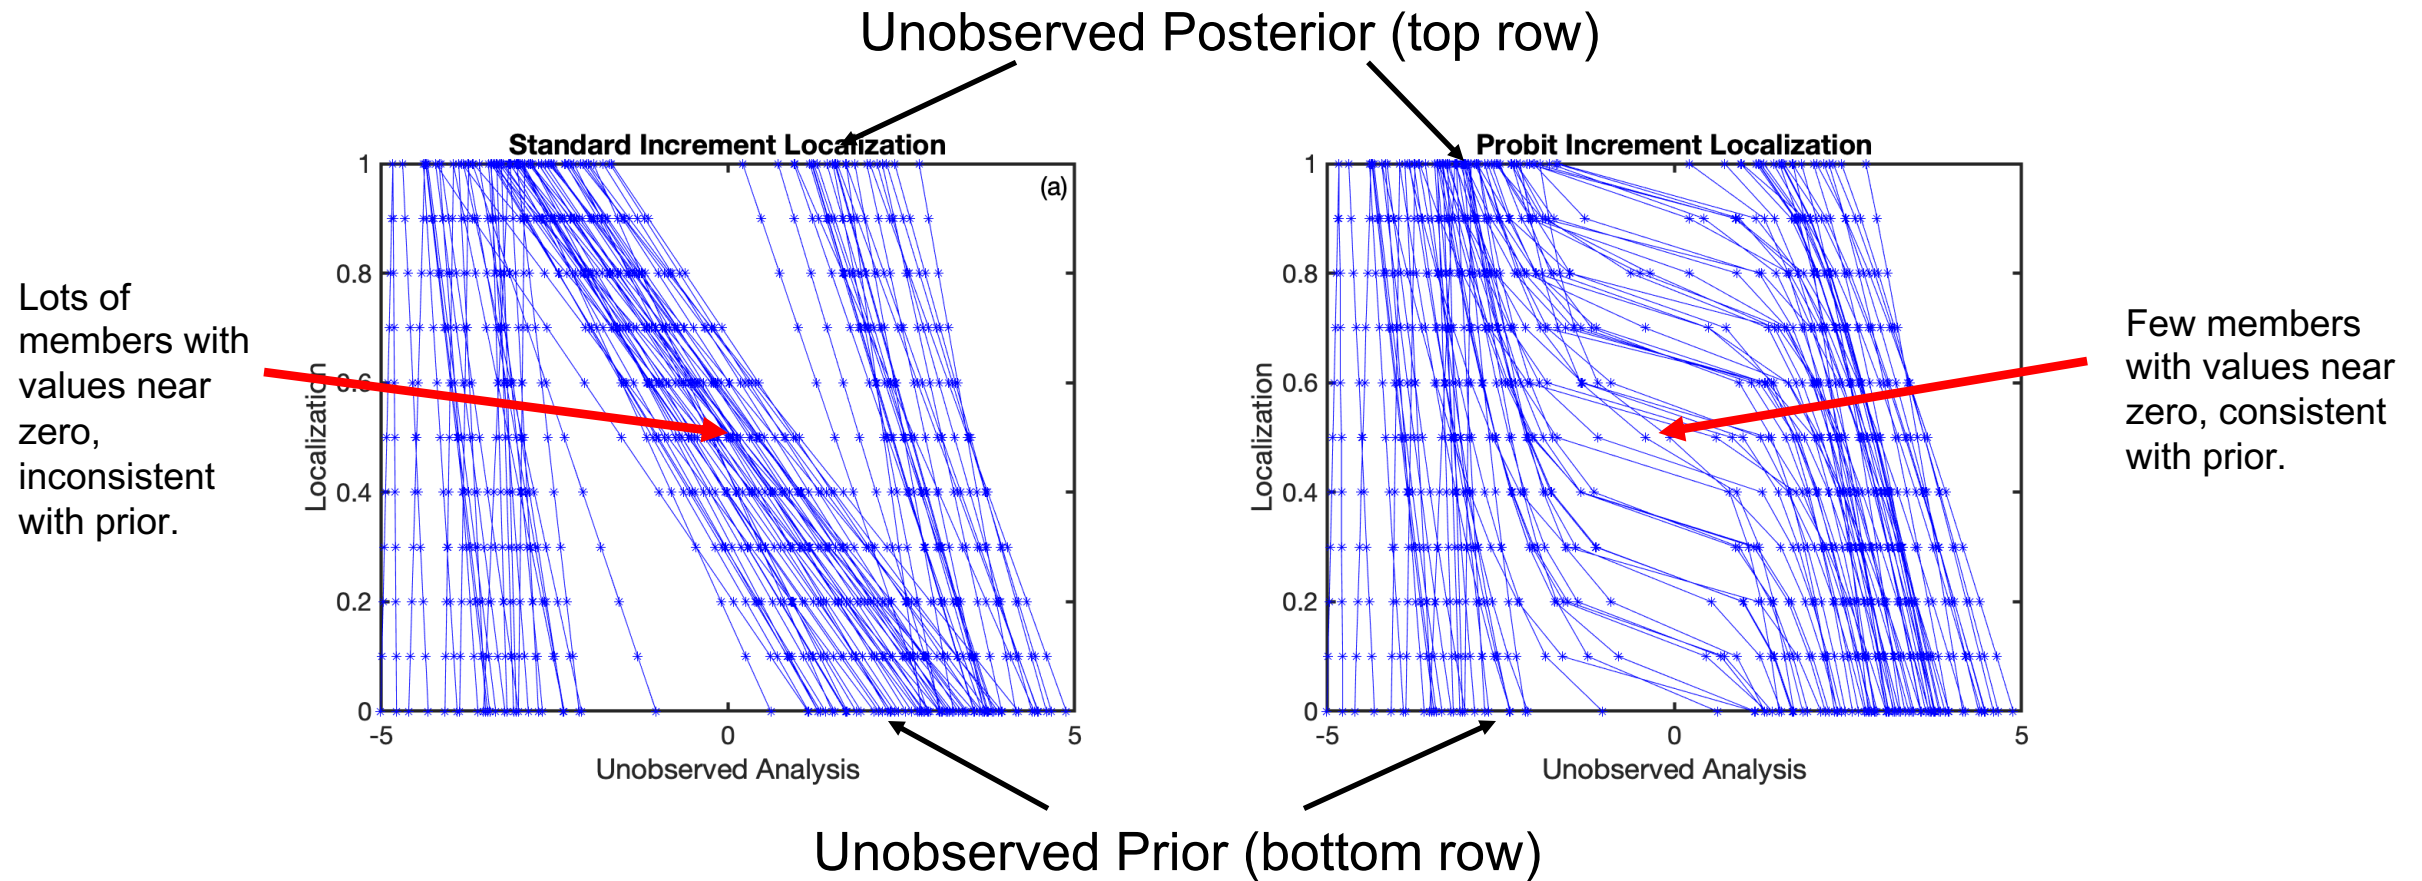 Unobserved Posterior (top row)
Standard Increment Localization
Probit Increment Localization
(a)
1
0.8
0.6
0.4
0.2
0
-5
0
5
Localization
Unobserved Analysis
1
0.8
0.6
0.4
0.2
0
-5
0
5
Localization
Unobserved Analysis
Lots of
members with
values near
zero,
inconsistent
with prior.
Few members
with values near
zero, consistent
with prior.
Unobserved Prior (bottom row)